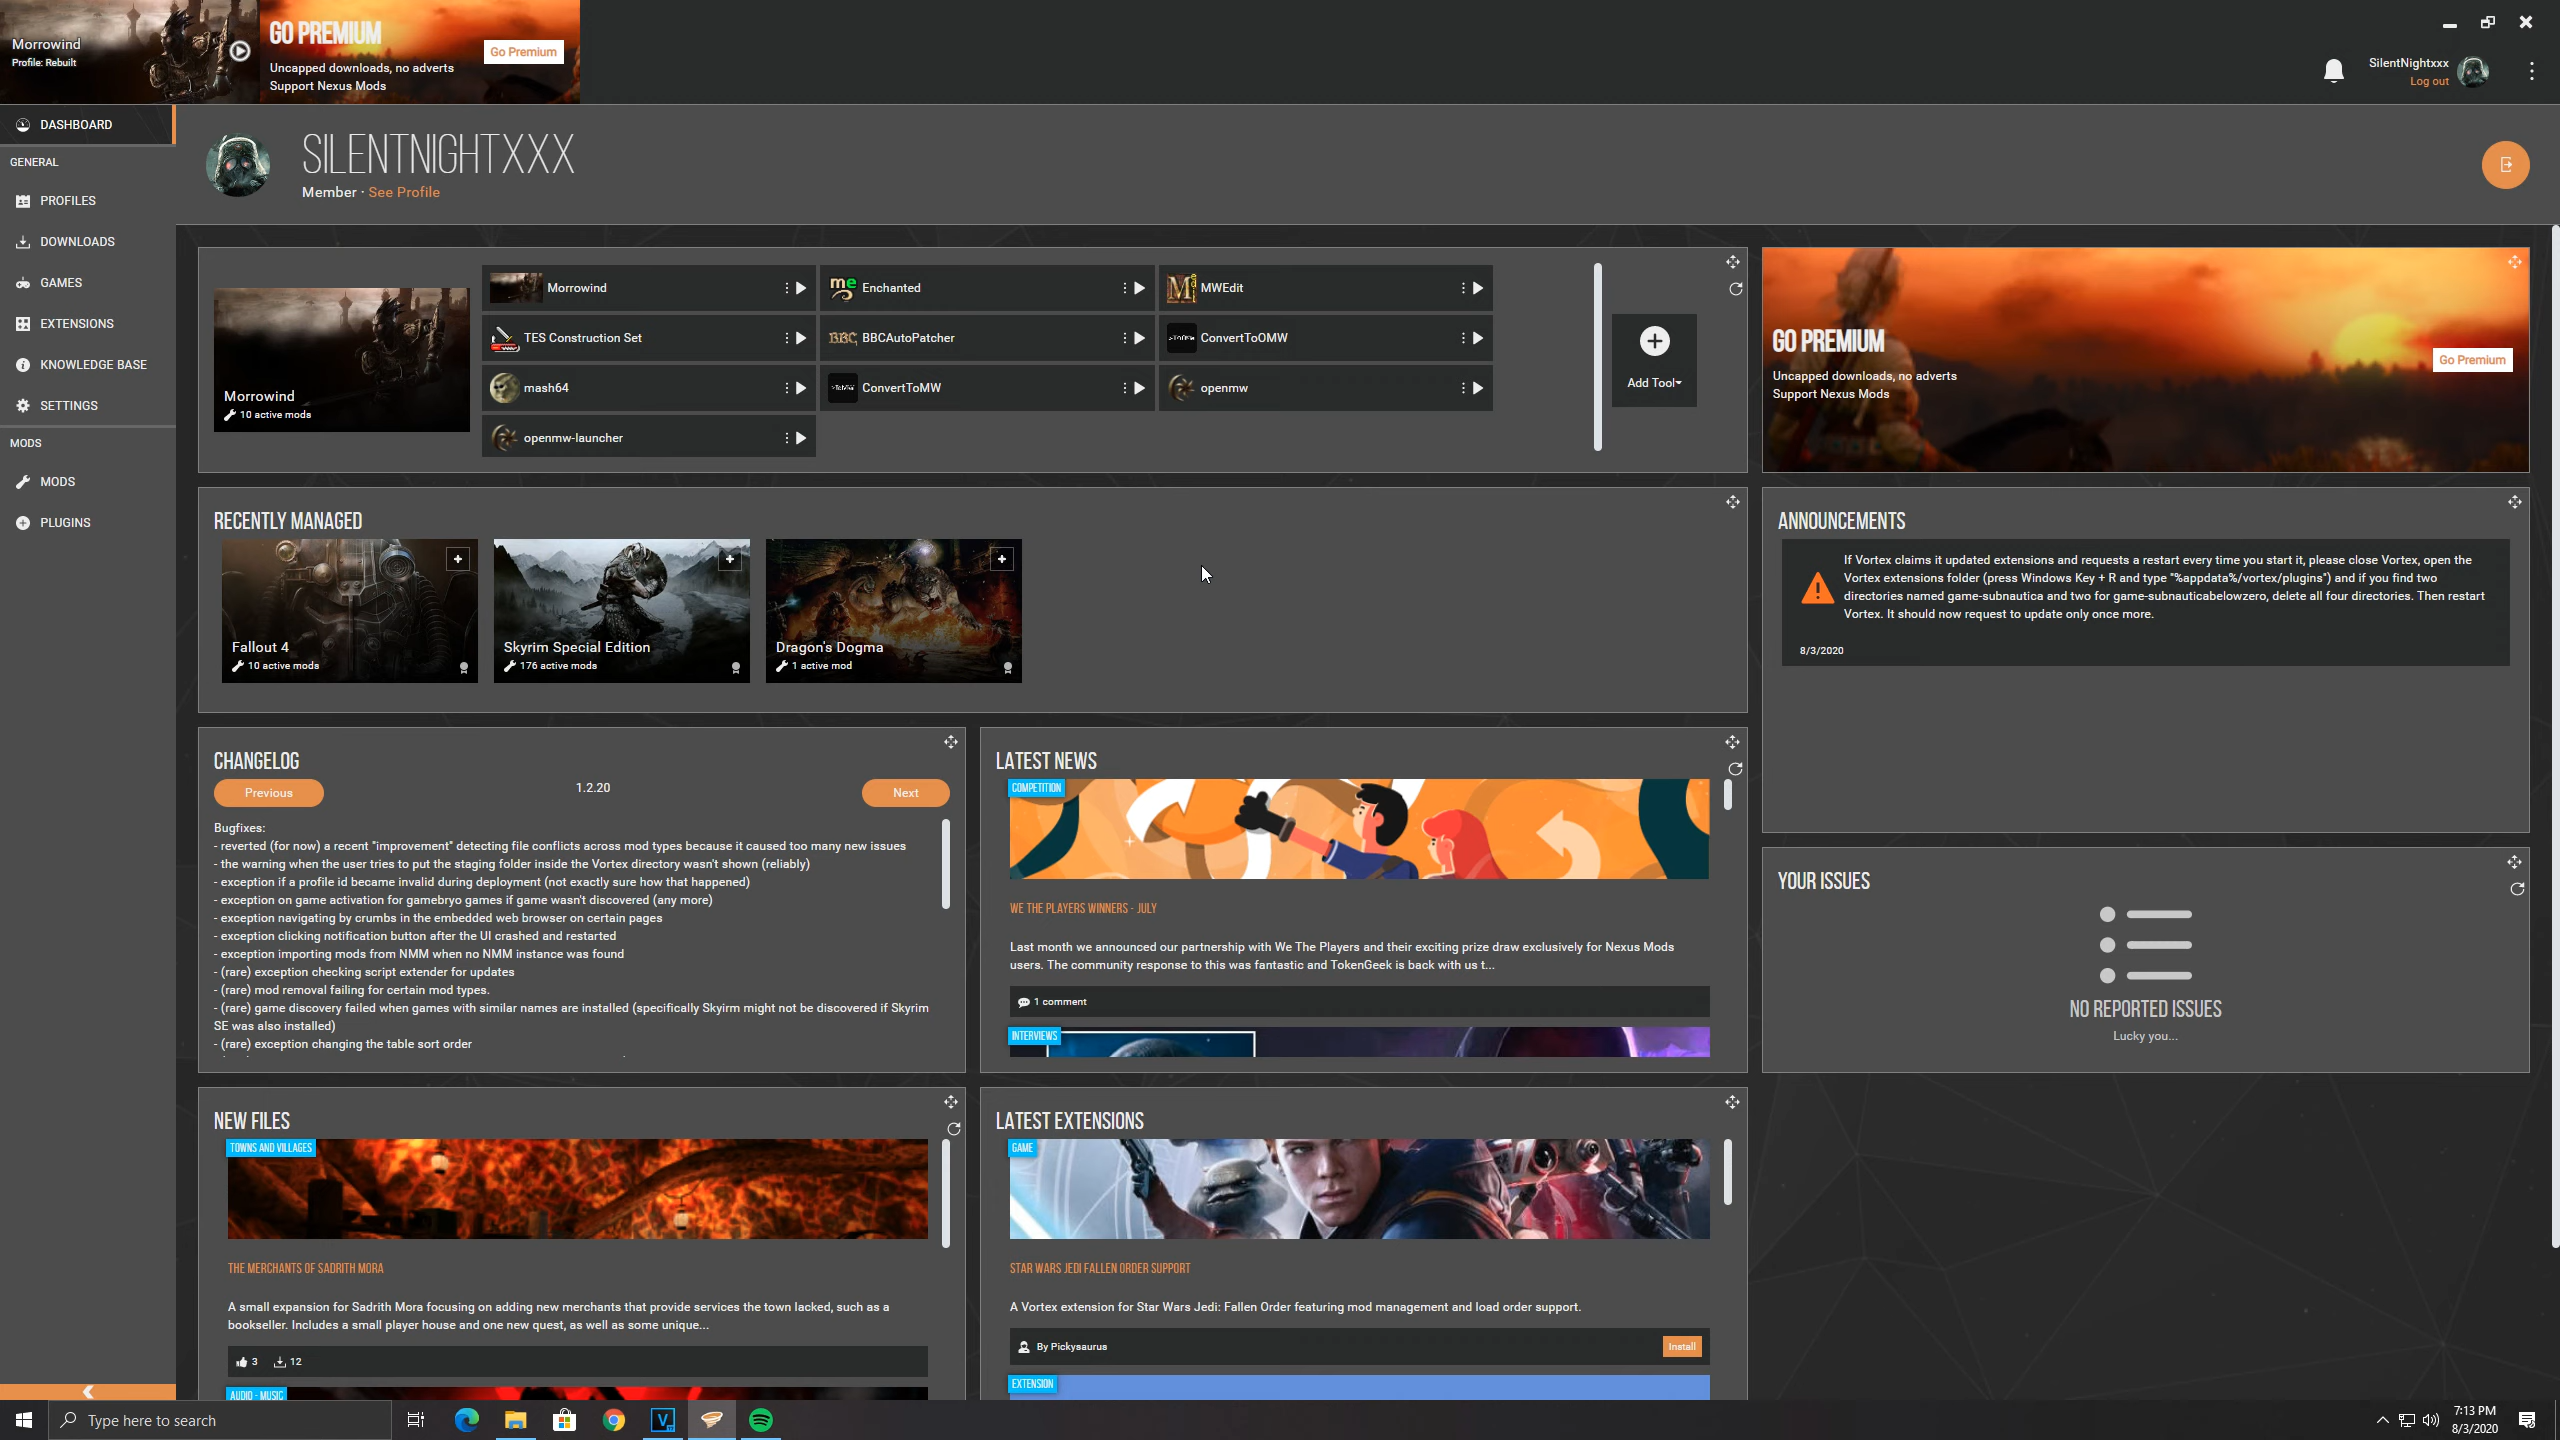 Morrowind
Profile: Rebuilt
GO PREMIUM
Uncapped downloads, no adverts
Support Nexus Mods
Go Premium
SilentNightxxx
Log out
DASHBOARD
GENERAL
PROFILES
DOWNLOADS
GAMES
EXTENSIONS
KNOWLEDGE BASE
SETTINGS
MODS
MODS
PLUGINS
SILENTNIGHTXXX
Member · See Profile
Morrowind
10 active mods
Morrowind
Enchanted
MWEdit
TES Construction Set
BBCAutoPatcher
ConvertToOMW
mash64
ConvertToMW
openmw
openmw-launcher
Add Tool
GO PREMIUM
Uncapped downloads, no adverts
Support Nexus Mods
Go Premium
RECENTLY MANAGED
Fallout 4
10 active mods
Skyrim Special Edition
176 active mods
Dragon's Dogma
1 active mod
ANNOUNCEMENTS
If Vortex claims it updated extensions and requests a restart every time you start it, please close Vortex, open the
Vortex extensions folder (press Windows Key + R and type "%appdata%/vortex/plugins") and if you find two
directories named game-subnautica and two for game-subnauticabelowzero, delete all four directories. Then restart
Vortex. It should now request to update only once more.
8/3/2020
CHANGELOG
Previous
1.2.20
Next
Bugfixes:
- reverted (for now) a recent "improvement" detecting file conflicts across mod types because it caused too many new issues
- the warning when the user tries to put the staging folder inside the Vortex directory wasn't shown (reliably)
- exception if a profile id became invalid during deployment (not exactly sure how that happened)
- exception on game activation for gamebryo games if game wasn't discovered (any more)
- exception navigating by crumbs in the embedded web browser on certain pages
- exception clicking notification button after the UI crashed and restarted
- exception importing mods from NMM when no NMM instance was found
- (rare) exception checking script extender for updates
- (rare) mod removal failing for certain mod types.
- (rare) game discovery failed when games with similar names are installed (specifically Skyirm might not be discovered if Skyrim
SE was also installed)
- (rare) exception changing the table sort order
LATEST NEWS
COMPETITION
WE THE PLAYERS WINNERS - JULY
Last month we announced our partnership with We The Players and their exciting prize draw exclusively for Nexus Mods
users. The community response to this was fantastic and TokenGeek is back with us t...
1 comment
INTERVIEWS
YOUR ISSUES
NO REPORTED ISSUES
Lucky you...
NEW FILES
TOWNS AND VILLAGES
THE MERCHANTS OF SADRITH MORA
A small expansion for Sadrith Mora focusing on adding new merchants that provide services the town lacked, such as a
bookseller. Includes a small player house and one new quest, as well as some unique...
3 12
AUDIO - MUSIC
LATEST EXTENSIONS
GAME
STAR WARS JEDI FALLEN ORDER SUPPORT
A Vortex extension for Star Wars Jedi: Fallen Order featuring mod management and load order support.
By Pickysaurus
Install
EXTENSION
Type here to search
7:13 PM
8/3/2020